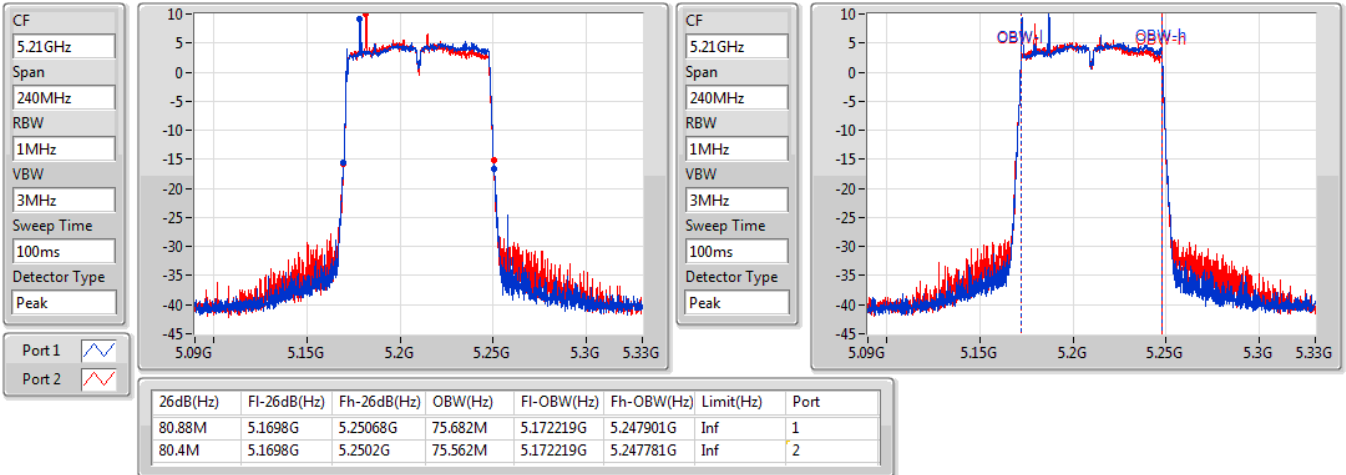 CF
5.21GHz
Span
240MHz
RBW
1MHz
VBW
3MHz
Sweep Time
100ms
Detector Type
Peak
Port 1
Port 2
10
5
0
-5
-10
-15
-20
-25
-30
-35
-40
-45
5.09G 5.15G 5.2G 5.25G 5.3G 5.33G
CF
5.21GHz
Span
240MHz
RBW
1MHz
VBW
3MHz
Sweep Time
100ms
Detector Type
Peak
10
5
0
-5
-10
-15
-20
-25
-30
-35
-40
-45
OBW-l OBW-h
5.09G 5.15G 5.2G 5.25G 5.3G 5.33G
26dB(Hz) Fl-26dB(Hz) Fh-26dB(Hz) OBW(Hz) Fl-OBW(Hz) Fh-OBW(Hz) Limit(Hz) Port
80.88M 5.1698G 5.25068G 75.682M 5.172219G 5.247901G Inf 1
80.4M 5.1698G 5.2502G 75.562M 5.172219G 5.247781G Inf 2